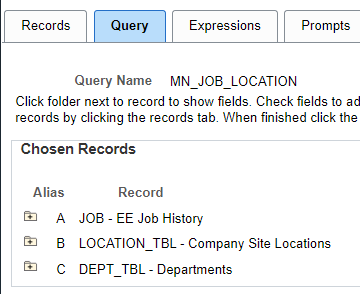 Records Query Expressions Prompts
Query Name MN_JOB_LOCATION
Click folder next to record to show fields. Check fields to ad
records by clicking the records tab. When finished click the
Chosen Records
Alias Record
A JOB - EE Job History
B LOCATION_TBL - Company Site Locations
C DEPT_TBL - Departments